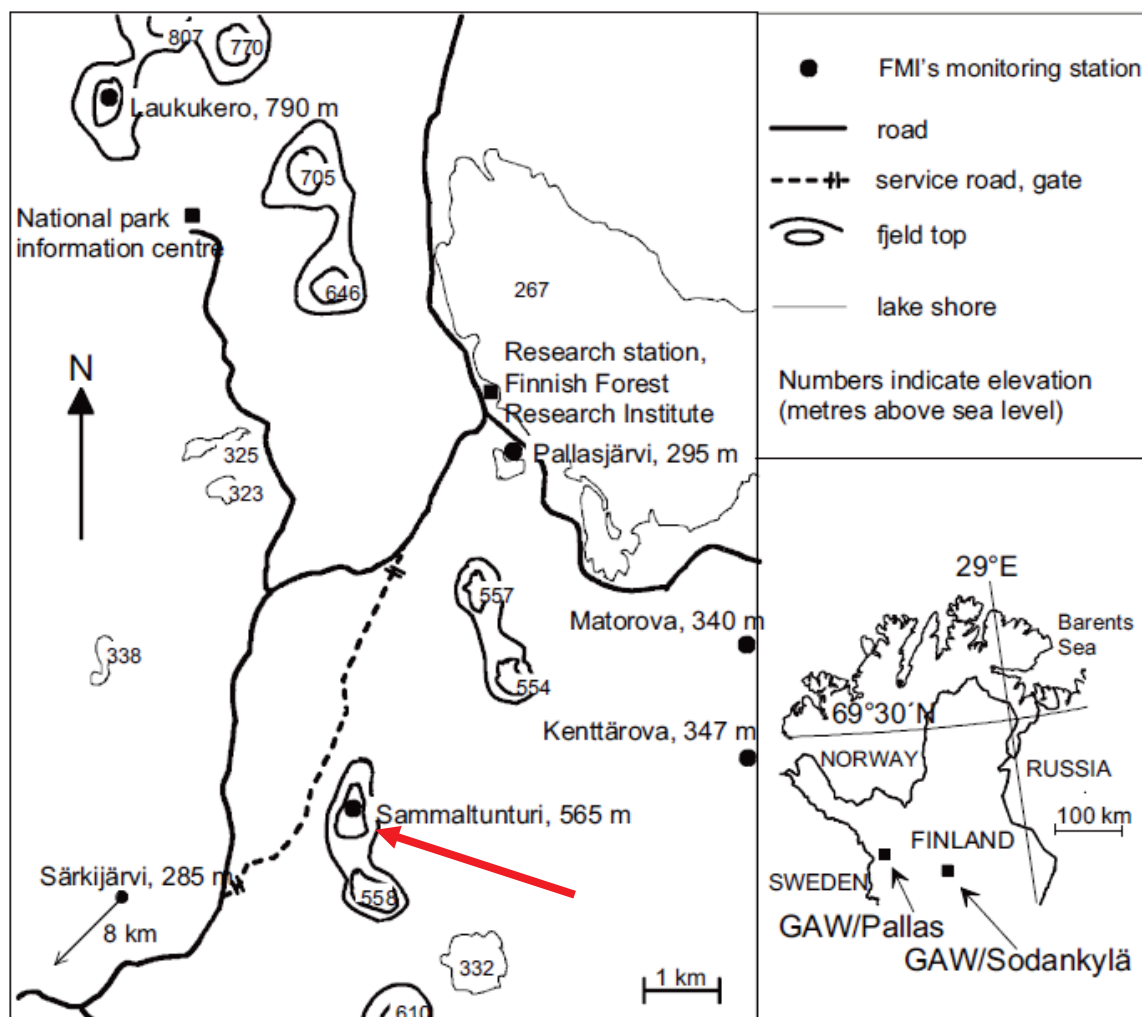 807
770
Laukukero, 790 m
705
National park
information centre
646
267
N
Research station,
Finnish Forest
Research Institute
Pallasjärvi, 295 m
325
323
557
Matorova, 340 m
338
554
Kenttärova, 347 m
Sammaltunturi, 565 m
Särkijärvi, 285 m
558
8 km
332
1 km
610
FMI's monitoring station
road
service road, gate
fjeld top
lake shore
Numbers indicate elevation
(metres above sea level)
29°E
Barents
Sea
69°30´N
NORWAY
RUSSIA
100 km
FINLAND
SWEDEN
GAW/Pallas
GAW/Sodankylä